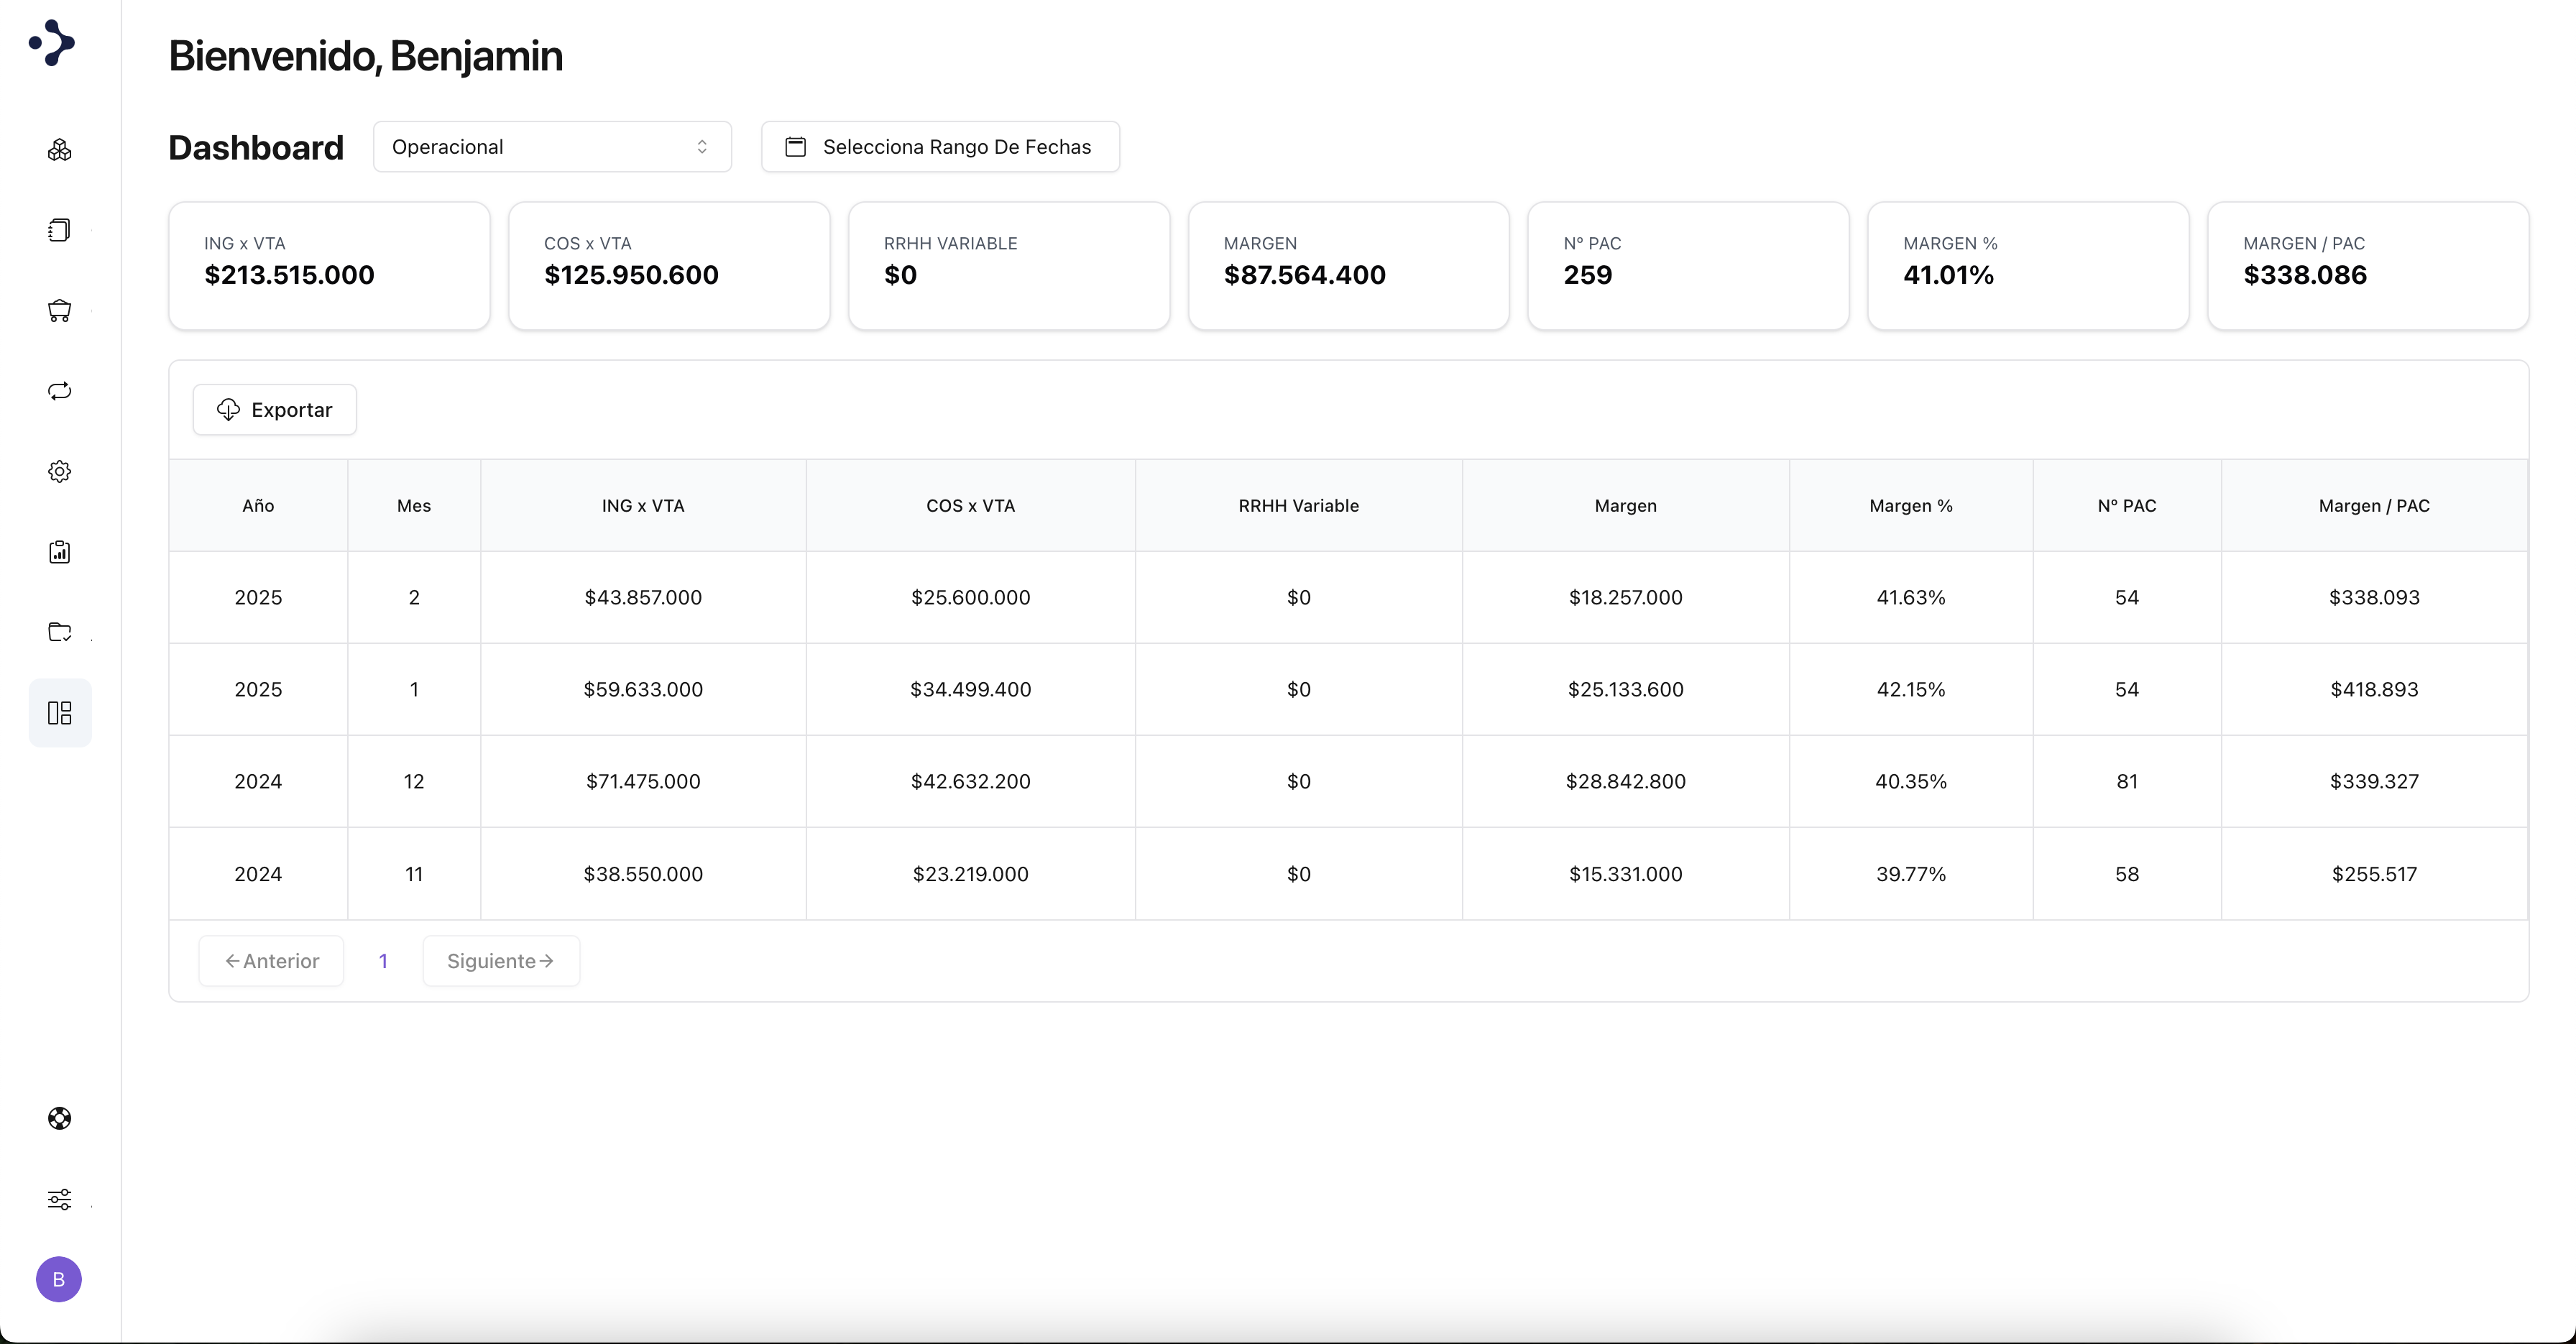 Bienvenido, Benjamin
Dashboard Operacional Selecciona Rango De Fechas
ING x VTA COS x VTA RRHH VARIABLE MARGEN Nº PAC MARGEN % MARGEN / PAC
$213.515.000 $125.950.600 $0 $87.564.400 259 41.01% $338.086
Exportar
Año Mes ING x VTA COS x VTA RRHH Variable Margen Margen % N° PAC Margen / PAC
2025 2 $43.857.000 $25.600.000 $0 $18.257.000 41.63% 54 $338.093
2025 1 $59.633.000 $34.499.400 $0 $25.133.600 42.15% 54 $418.893
2024 12 $71.475.000 $42.632.200 $0 $28.842.800 40.35% 81 $339.327
2024 11 $38.550.000 $23.219.000 $0 $15.331.000 39.77% 58 $255.517
←Anterior 1 Siguiente→
B